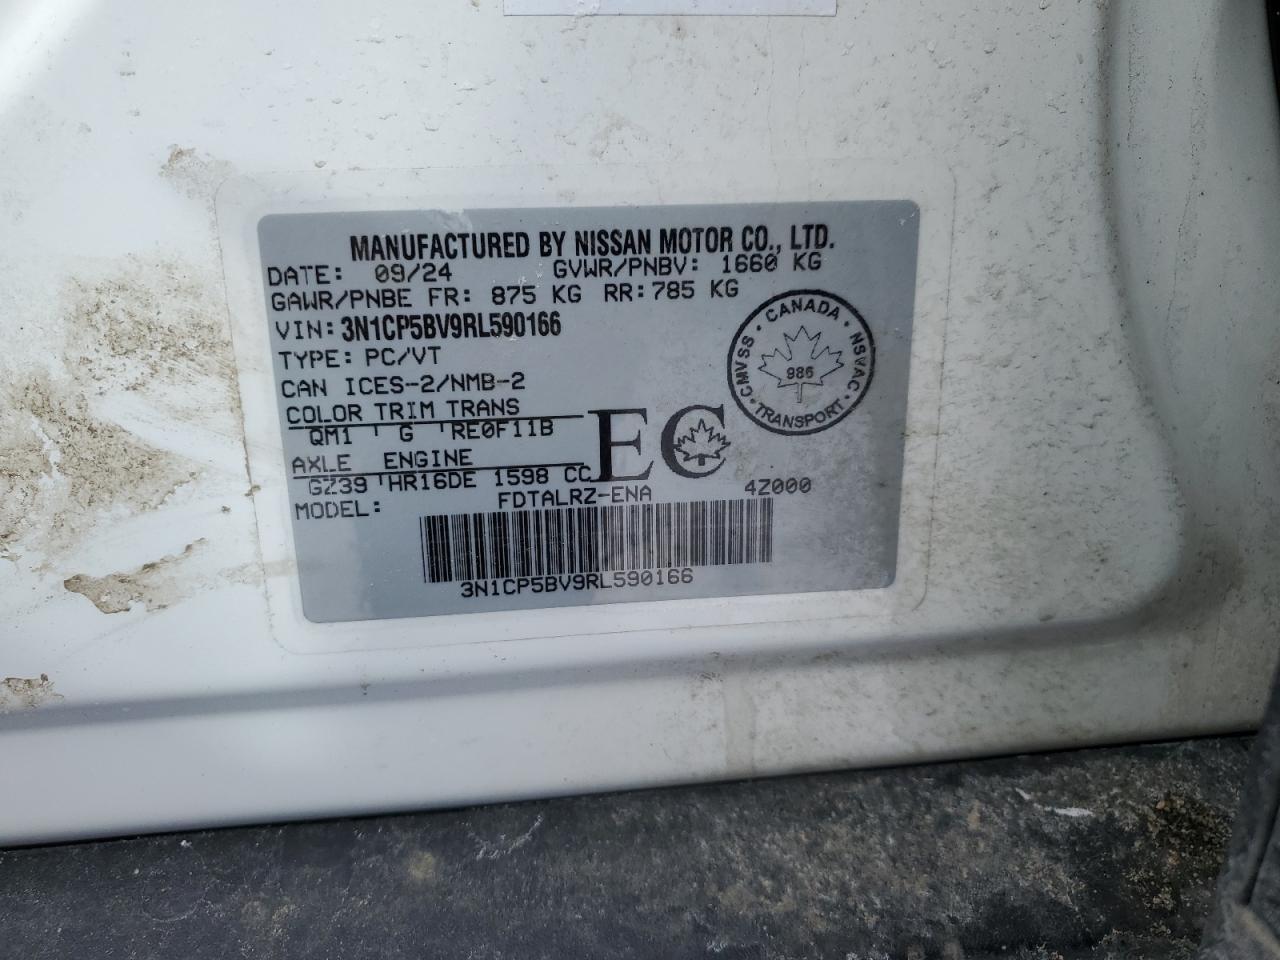 MANUFACTURED BY NISSAN MOTOR CO., LTD.
DATE: 09/24 GVWR/PNBV: 1660 KG
GAWR/PNBE FR: 875 KG RR:785 KG
VIN: 3N1CP5BV9RL590166
TYPE: PC/VT
CAN ICES-2/NMB-2
COLOR TRIM TRANS
QM1 G RE0F11B
AXLE ENGINE
GZ39 HR16DE 1598 CC
MODEL: FDTALRZ-ENA 4Z000
3N1CP5BV9RL590166
EC
CANADA · NSVAC · TRANSPORT · CMVSS ·
986